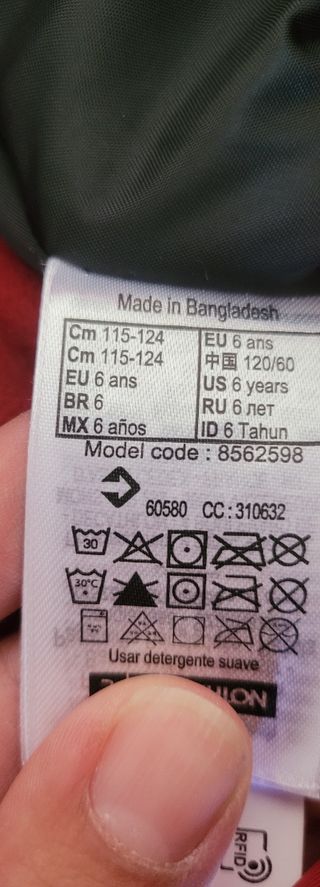 Made in Bangladesh
Cm 115-124 EU 6 ans
Cm 115-124 中国 120/60
EU 6 ans US 6 years
BR 6 RU 6 лет
MX 6 años ID 6 Tahun
Model code : 8562598
60580 CC : 310632
30
30°C
Usar detergente suave
RFID